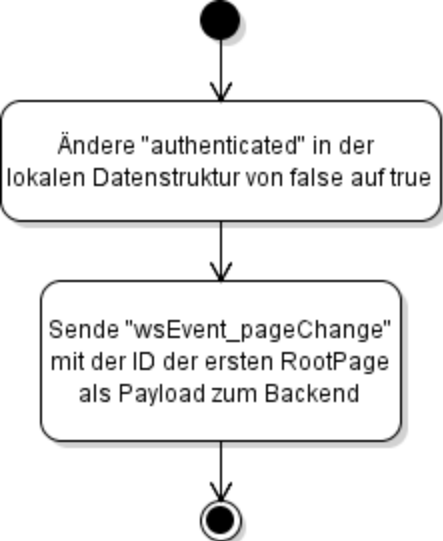 Ändere "authenticated" in der
lokalen Datenstruktur von false auf true
Sende "wsEvent_pageChange"
mit der ID der ersten RootPage
als Payload zum Backend